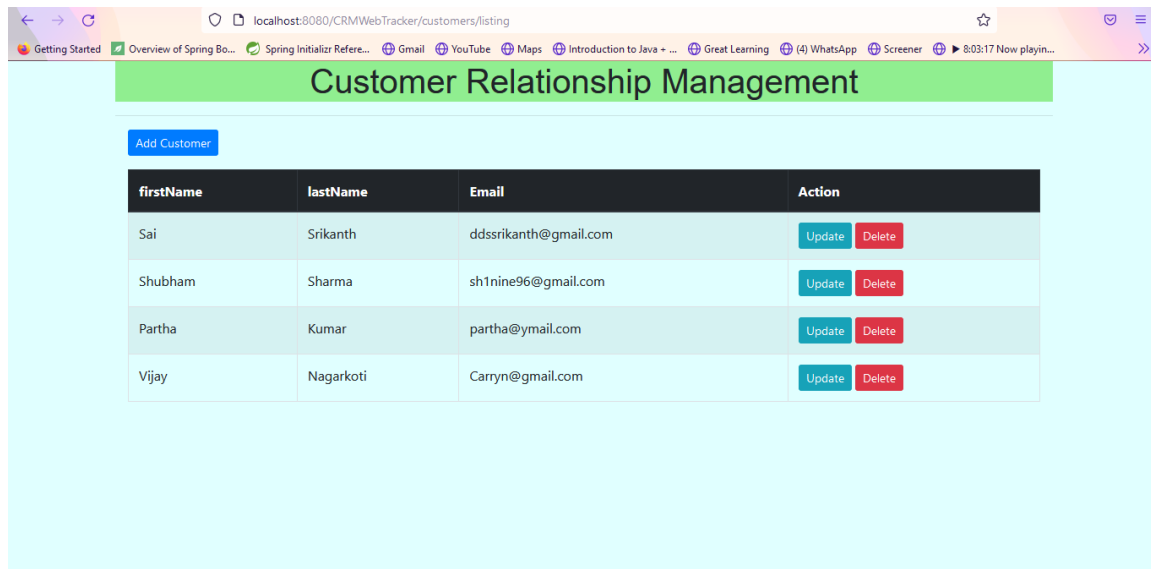 localhost:8080/CRMWebTracker/customers/listing
Getting Started Overview of Spring Bo... Spring Initializr Refere... Gmail YouTube Maps Introduction to Java + ... Great Learning (4) WhatsApp Screener ▶ 8:03:17 Now playin...
Customer Relationship Management
Add Customer
firstName lastName Email Action
Sai Srikanth ddssrikanth@gmail.com Update Delete
Shubham Sharma sh1nine96@gmail.com Update Delete
Partha Kumar partha@ymail.com Update Delete
Vijay Nagarkoti Carryn@gmail.com Update Delete